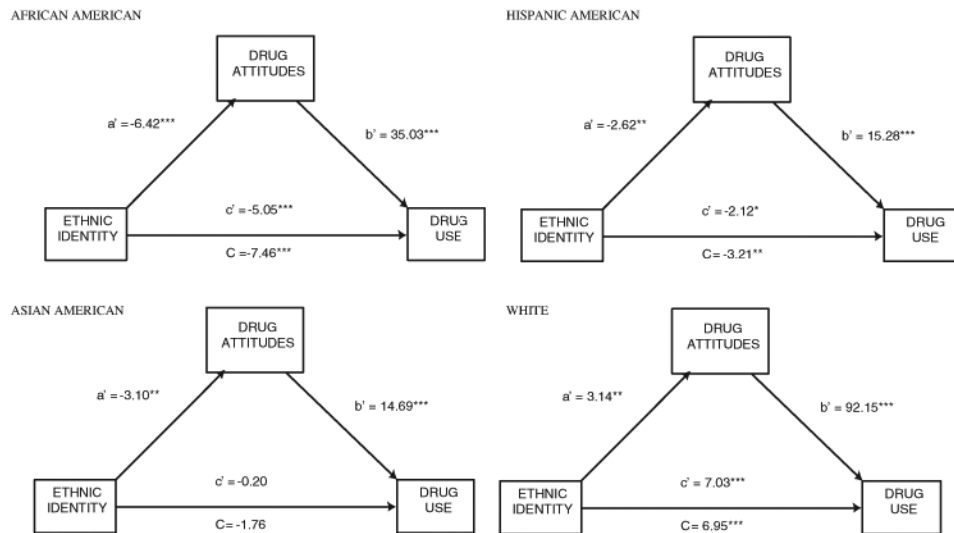 AFRICAN AMERICAN
DRUG
ATTITUDES
a' = -6.42***
b' = 35.03***
ETHNIC
IDENTITY
c' = -5.05***
C = -7.46***
DRUG
USE
HISPANIC AMERICAN
DRUG
ATTITUDES
a' = -2.62**
b' = 15.28***
ETHNIC
IDENTITY
c' = -2.12*
C= -3.21**
DRUG
USE
ASIAN AMERICAN
DRUG
ATTITUDES
a' = -3.10**
b' = 14.69***
ETHNIC
IDENTITY
c' = -0.20
C= -1.76
DRUG
USE
WHITE
DRUG
ATTITUDES
a' = 3.14**
b' = 92.15***
ETHNIC
IDENTITY
c' = 7.03***
C= 6.95***
DRUG
USE